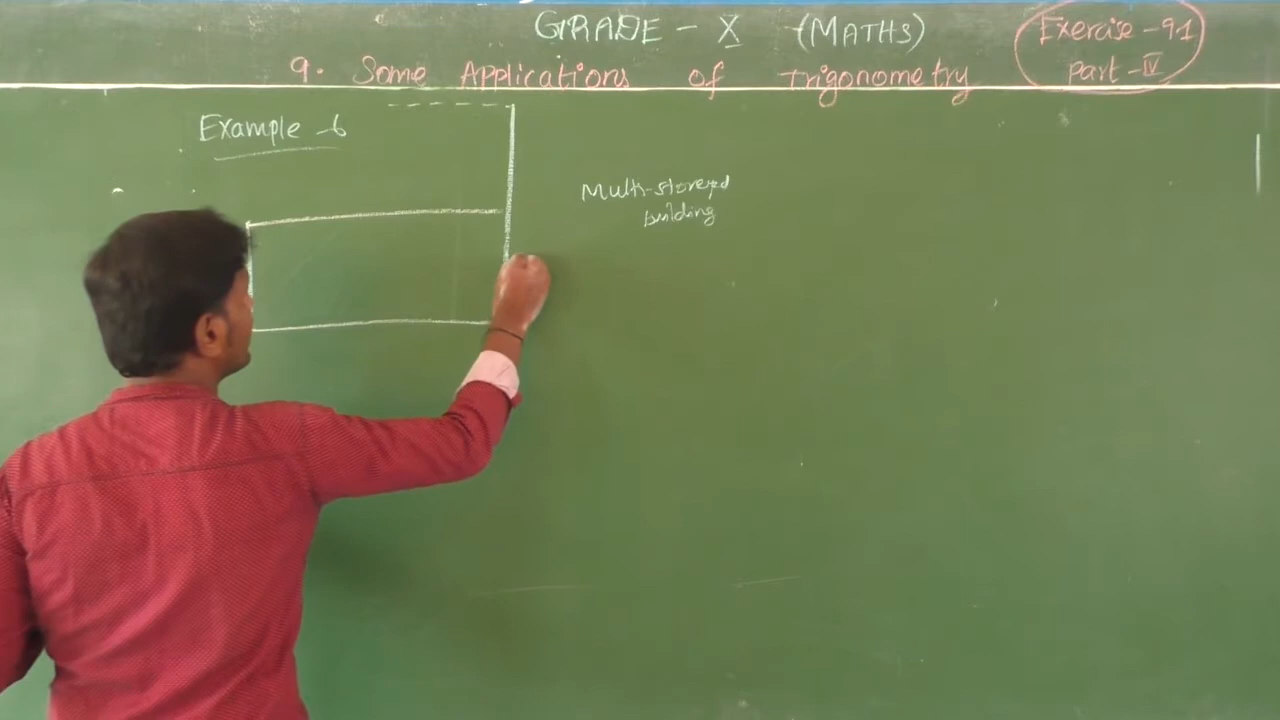 GRADE - X (MATHS)
Exercise - 9.1
part - IV
9. Some Applications of Trigonometry
Example - 6
Multi-storeyed
building